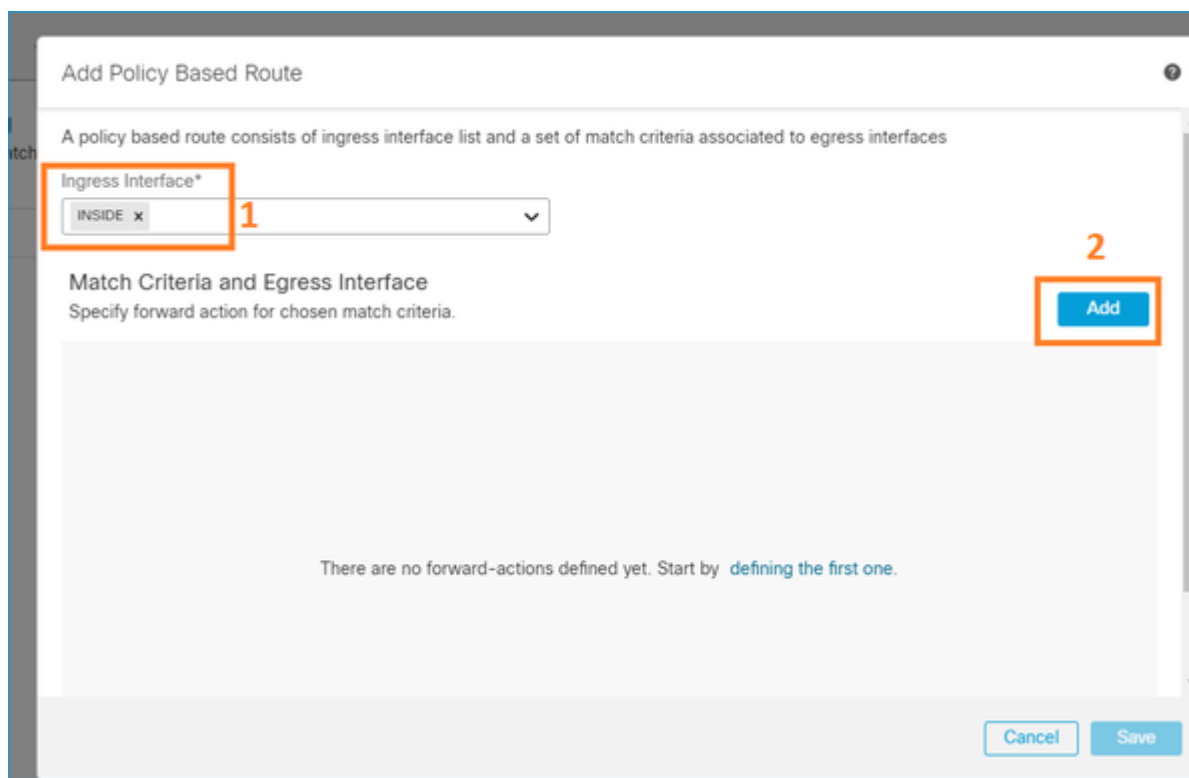 Add Policy Based Route
A policy based route consists of ingress interface list and a set of match criteria associated to egress interfaces
tch
Ingress Interface*
INSIDE x
1
2
Match Criteria and Egress Interface
Specify forward action for chosen match criteria.
Add
There are no forward-actions defined yet. Start by defining the first one.
Cancel
Save